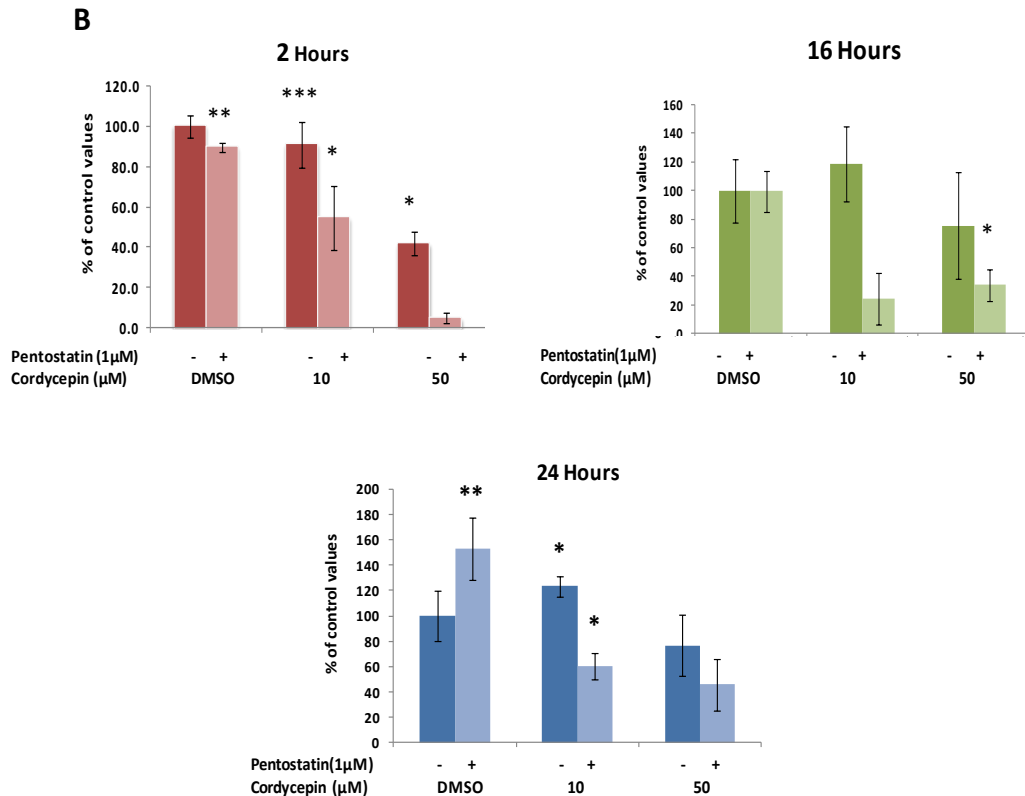 B
2 Hours
120.0
100.0
80.0
60.0
40.0
20.0
0.0
% of control values
** *** * *
Pentostatin (1µM) - + - + - +
Cordycepin (µM) DMSO 10 50
16 Hours
160
140
120
100
80
60
40
20
0
% of control values
*
Pentostatin(1µM) - + - + - +
Cordycepin (µM) DMSO 10 50
24 Hours
200
180
160
140
120
100
80
60
40
20
0
% of control values
** * *
Pentostatin(1µM) - + - + - +
Cordycepin (µM) DMSO 10 50